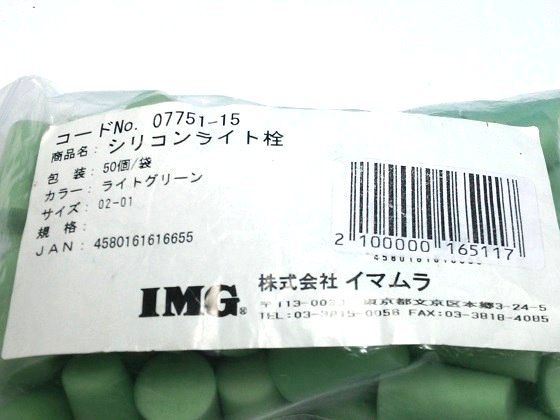 コードNo. 07751-15
商品名: シリコンライト栓
包 装: 50個/袋
カラー: ライトグリーン
サイズ: 02-01
規 格:
JAN: 4580161616655
2 100000 165117
IMG®
株式会社 イマムラ
東京都文京区本郷3-24-5
FAX:03-3818-4085